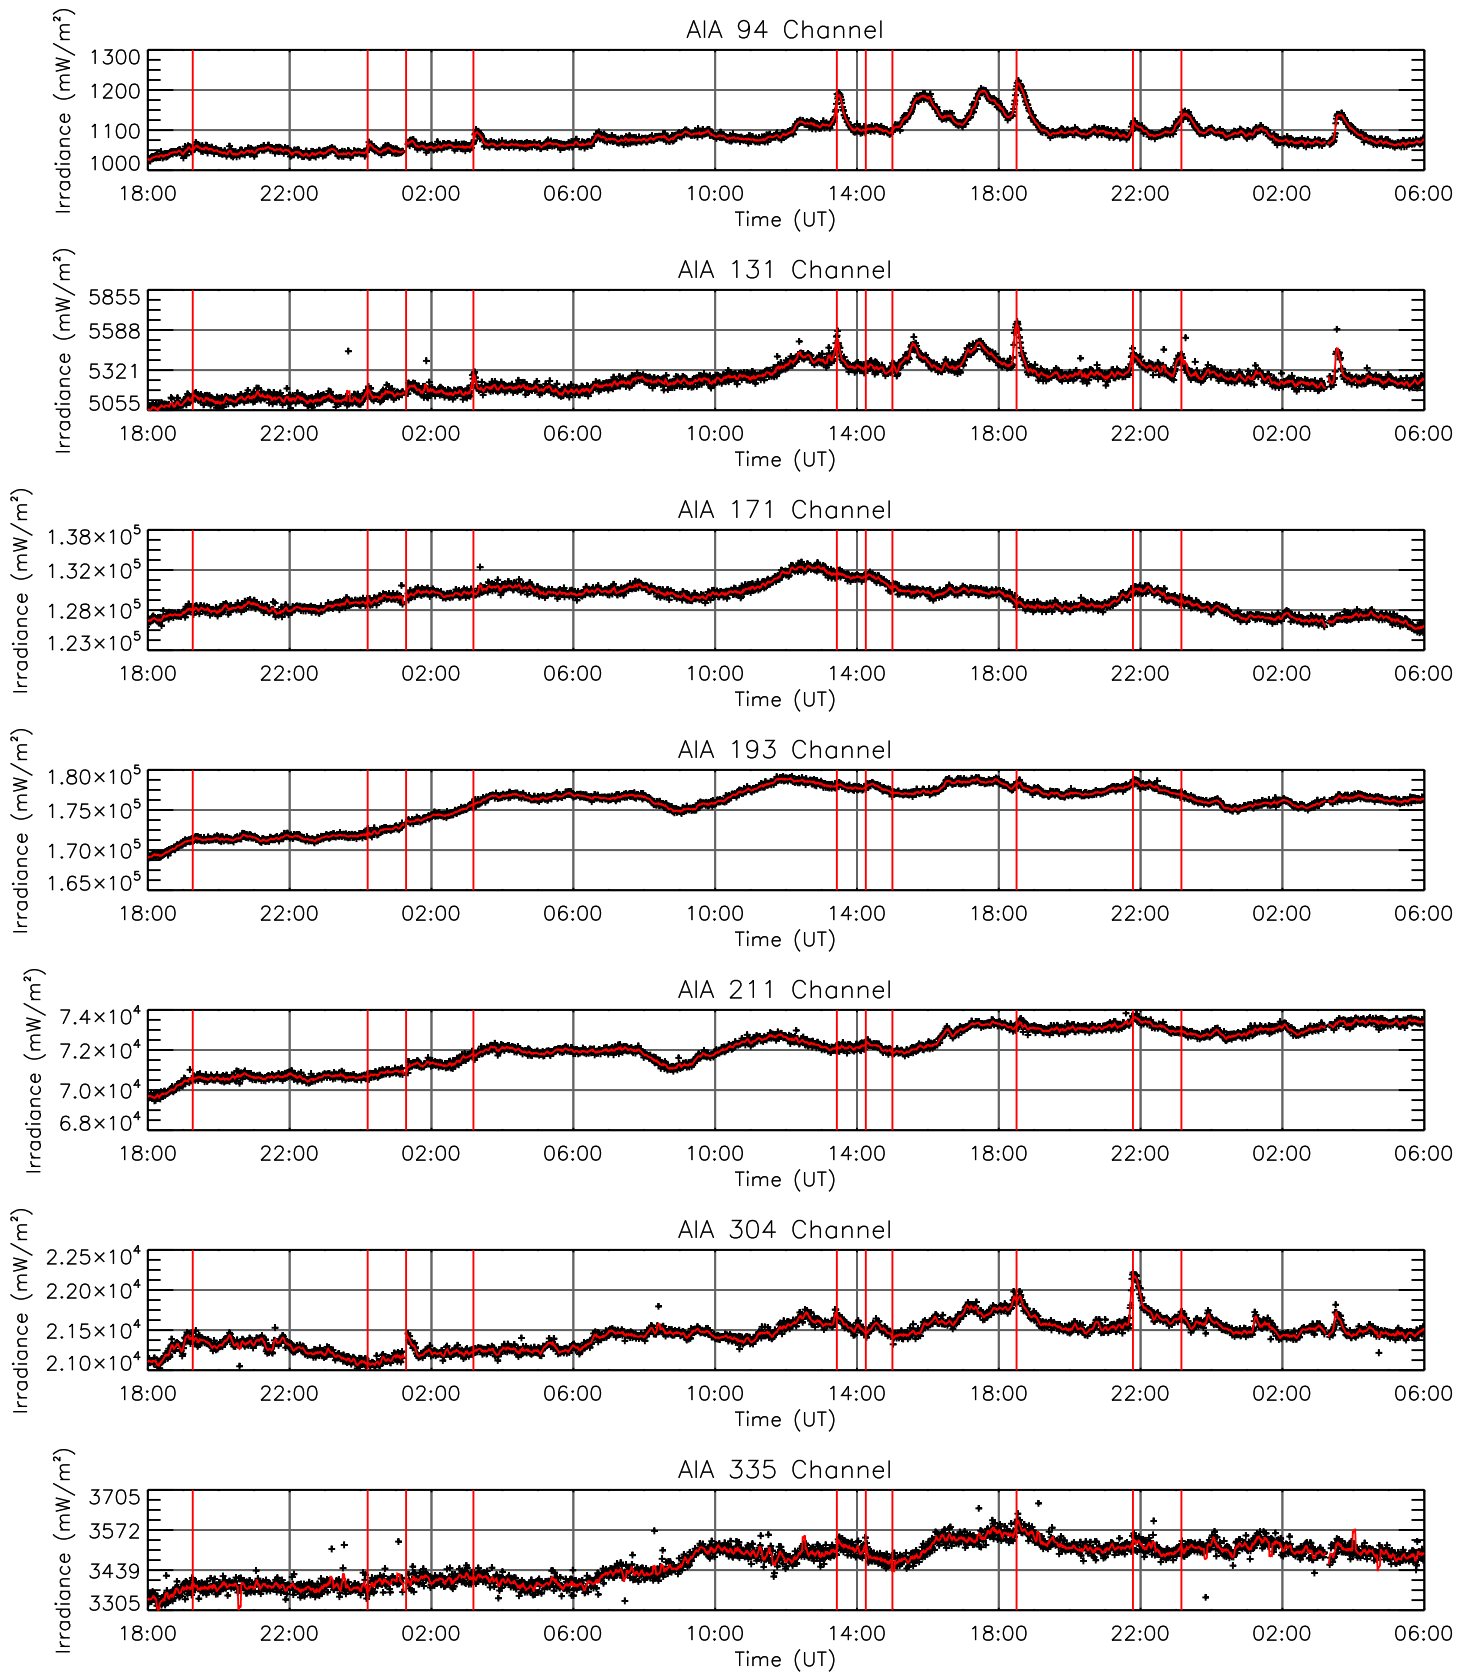 AIA 94 Channel
Irradiance (mW/m²)
1300
1200
1100
1000
18:00 22:00 02:00 06:00 10:00 14:00 18:00 22:00 02:00 06:00
Time (UT)
AIA 131 Channel
Irradiance (mW/m²)
5855
5588
5321
5055
18:00 22:00 02:00 06:00 10:00 14:00 18:00 22:00 02:00 06:00
Time (UT)
AIA 171 Channel
Irradiance (mW/m²)
1.38×10⁵
1.32×10⁵
1.28×10⁵
1.23×10⁵
18:00 22:00 02:00 06:00 10:00 14:00 18:00 22:00 02:00 06:00
Time (UT)
AIA 193 Channel
Irradiance (mW/m²)
1.80×10⁵
1.75×10⁵
1.70×10⁵
1.65×10⁵
18:00 22:00 02:00 06:00 10:00 14:00 18:00 22:00 02:00 06:00
Time (UT)
AIA 211 Channel
Irradiance (mW/m²)
7.4×10⁴
7.2×10⁴
7.0×10⁴
6.8×10⁴
18:00 22:00 02:00 06:00 10:00 14:00 18:00 22:00 02:00 06:00
Time (UT)
AIA 304 Channel
Irradiance (mW/m²)
2.25×10⁴
2.20×10⁴
2.15×10⁴
2.10×10⁴
18:00 22:00 02:00 06:00 10:00 14:00 18:00 22:00 02:00 06:00
Time (UT)
AIA 335 Channel
Irradiance (mW/m²)
3705
3572
3439
3305
18:00 22:00 02:00 06:00 10:00 14:00 18:00 22:00 02:00 06:00
Time (UT)